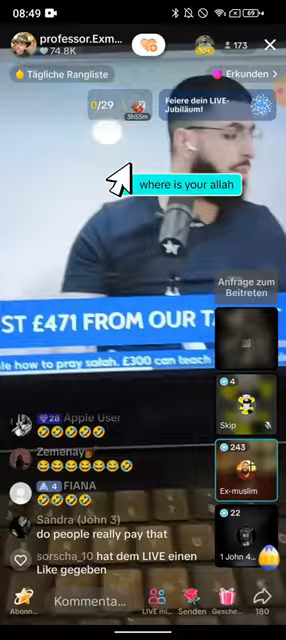 08:49
69
professor.Exm...
74.8K
173
Tägliche Rangliste
Erkunden >
0/29
3h55m
Feiere dein LIVE-
Jubiläum!
where is your allah
Anfrage zum
Beitreten
ST £471 FROM OUR T
le how to pray salah. £300 can teach
4
Skip
28 Apple User
🤣🤣🤣🤣🤣
Zemenay
😂😂😂😂😂😂😂
243
Ex-muslim
4 FIANA
🤣🤣🤣🤣
22
Sandra (John 3)
do people really pay that
1 John 4...
sorscha_10 hat dem LIVE einen
Like gegeben
Abonn...
Kommenta...
LIVE mi...
Senden
Gesche...
180